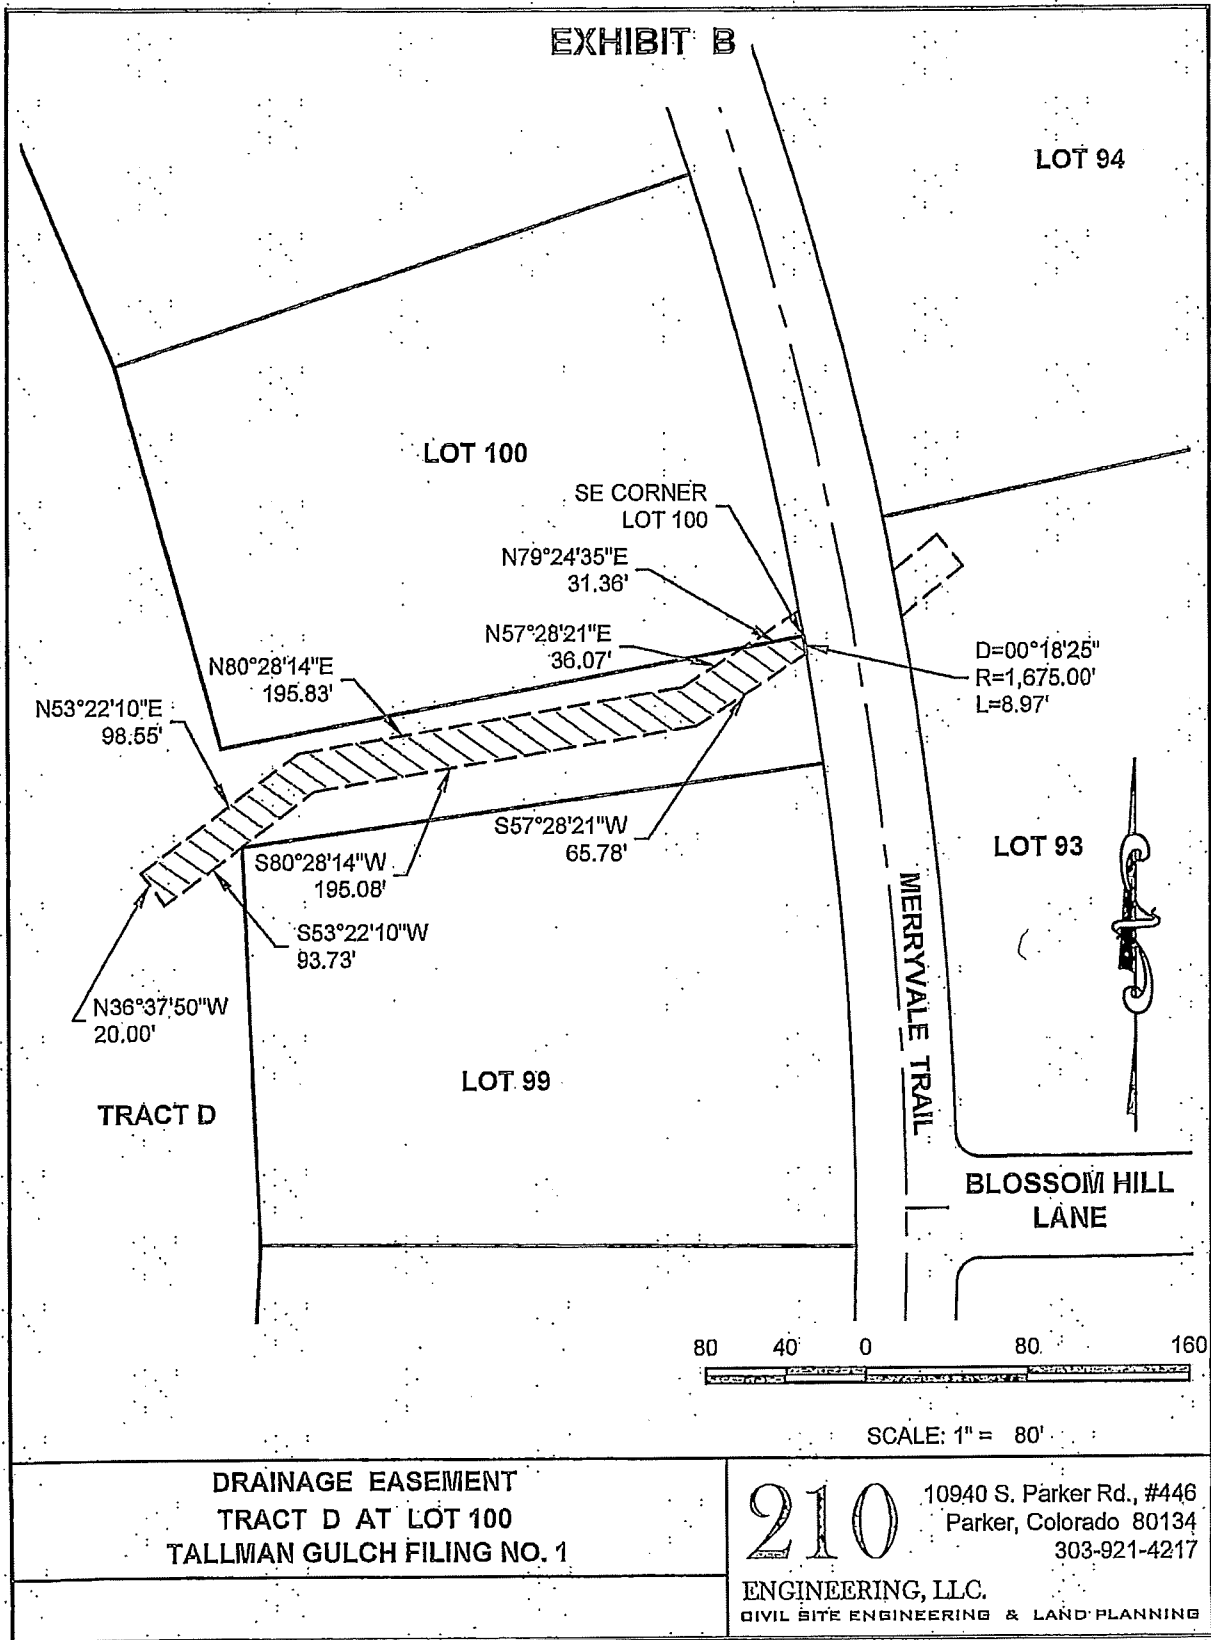 EXHIBIT B
LOT 94
LOT 100
SE CORNER
LOT 100
N79°24'35"E
31.36'
N57°28'21"E
36.07'
N80°28'14"E
195.83'
N53°22'10"E
98.55'
D=00°18'25"
R=1,675.00'
L=8.97'
S57°28'21"W
65.78'
S80°28'14"W
195.08'
S53°22'10"W
93.73'
N36°37'50"W
20.00'
LOT 93
MERRYVALE TRAIL
LOT 99
TRACT D
BLOSSOM HILL
LANE
80 40 0 80 160
SCALE: 1" = 80'
DRAINAGE EASEMENT
TRACT D AT LOT 100
TALLMAN GULCH FILING NO. 1
210
10940 S. Parker Rd., #446
Parker, Colorado 80134
303-921-4217
ENGINEERING, LLC.
CIVIL SITE ENGINEERING & LAND PLANNING